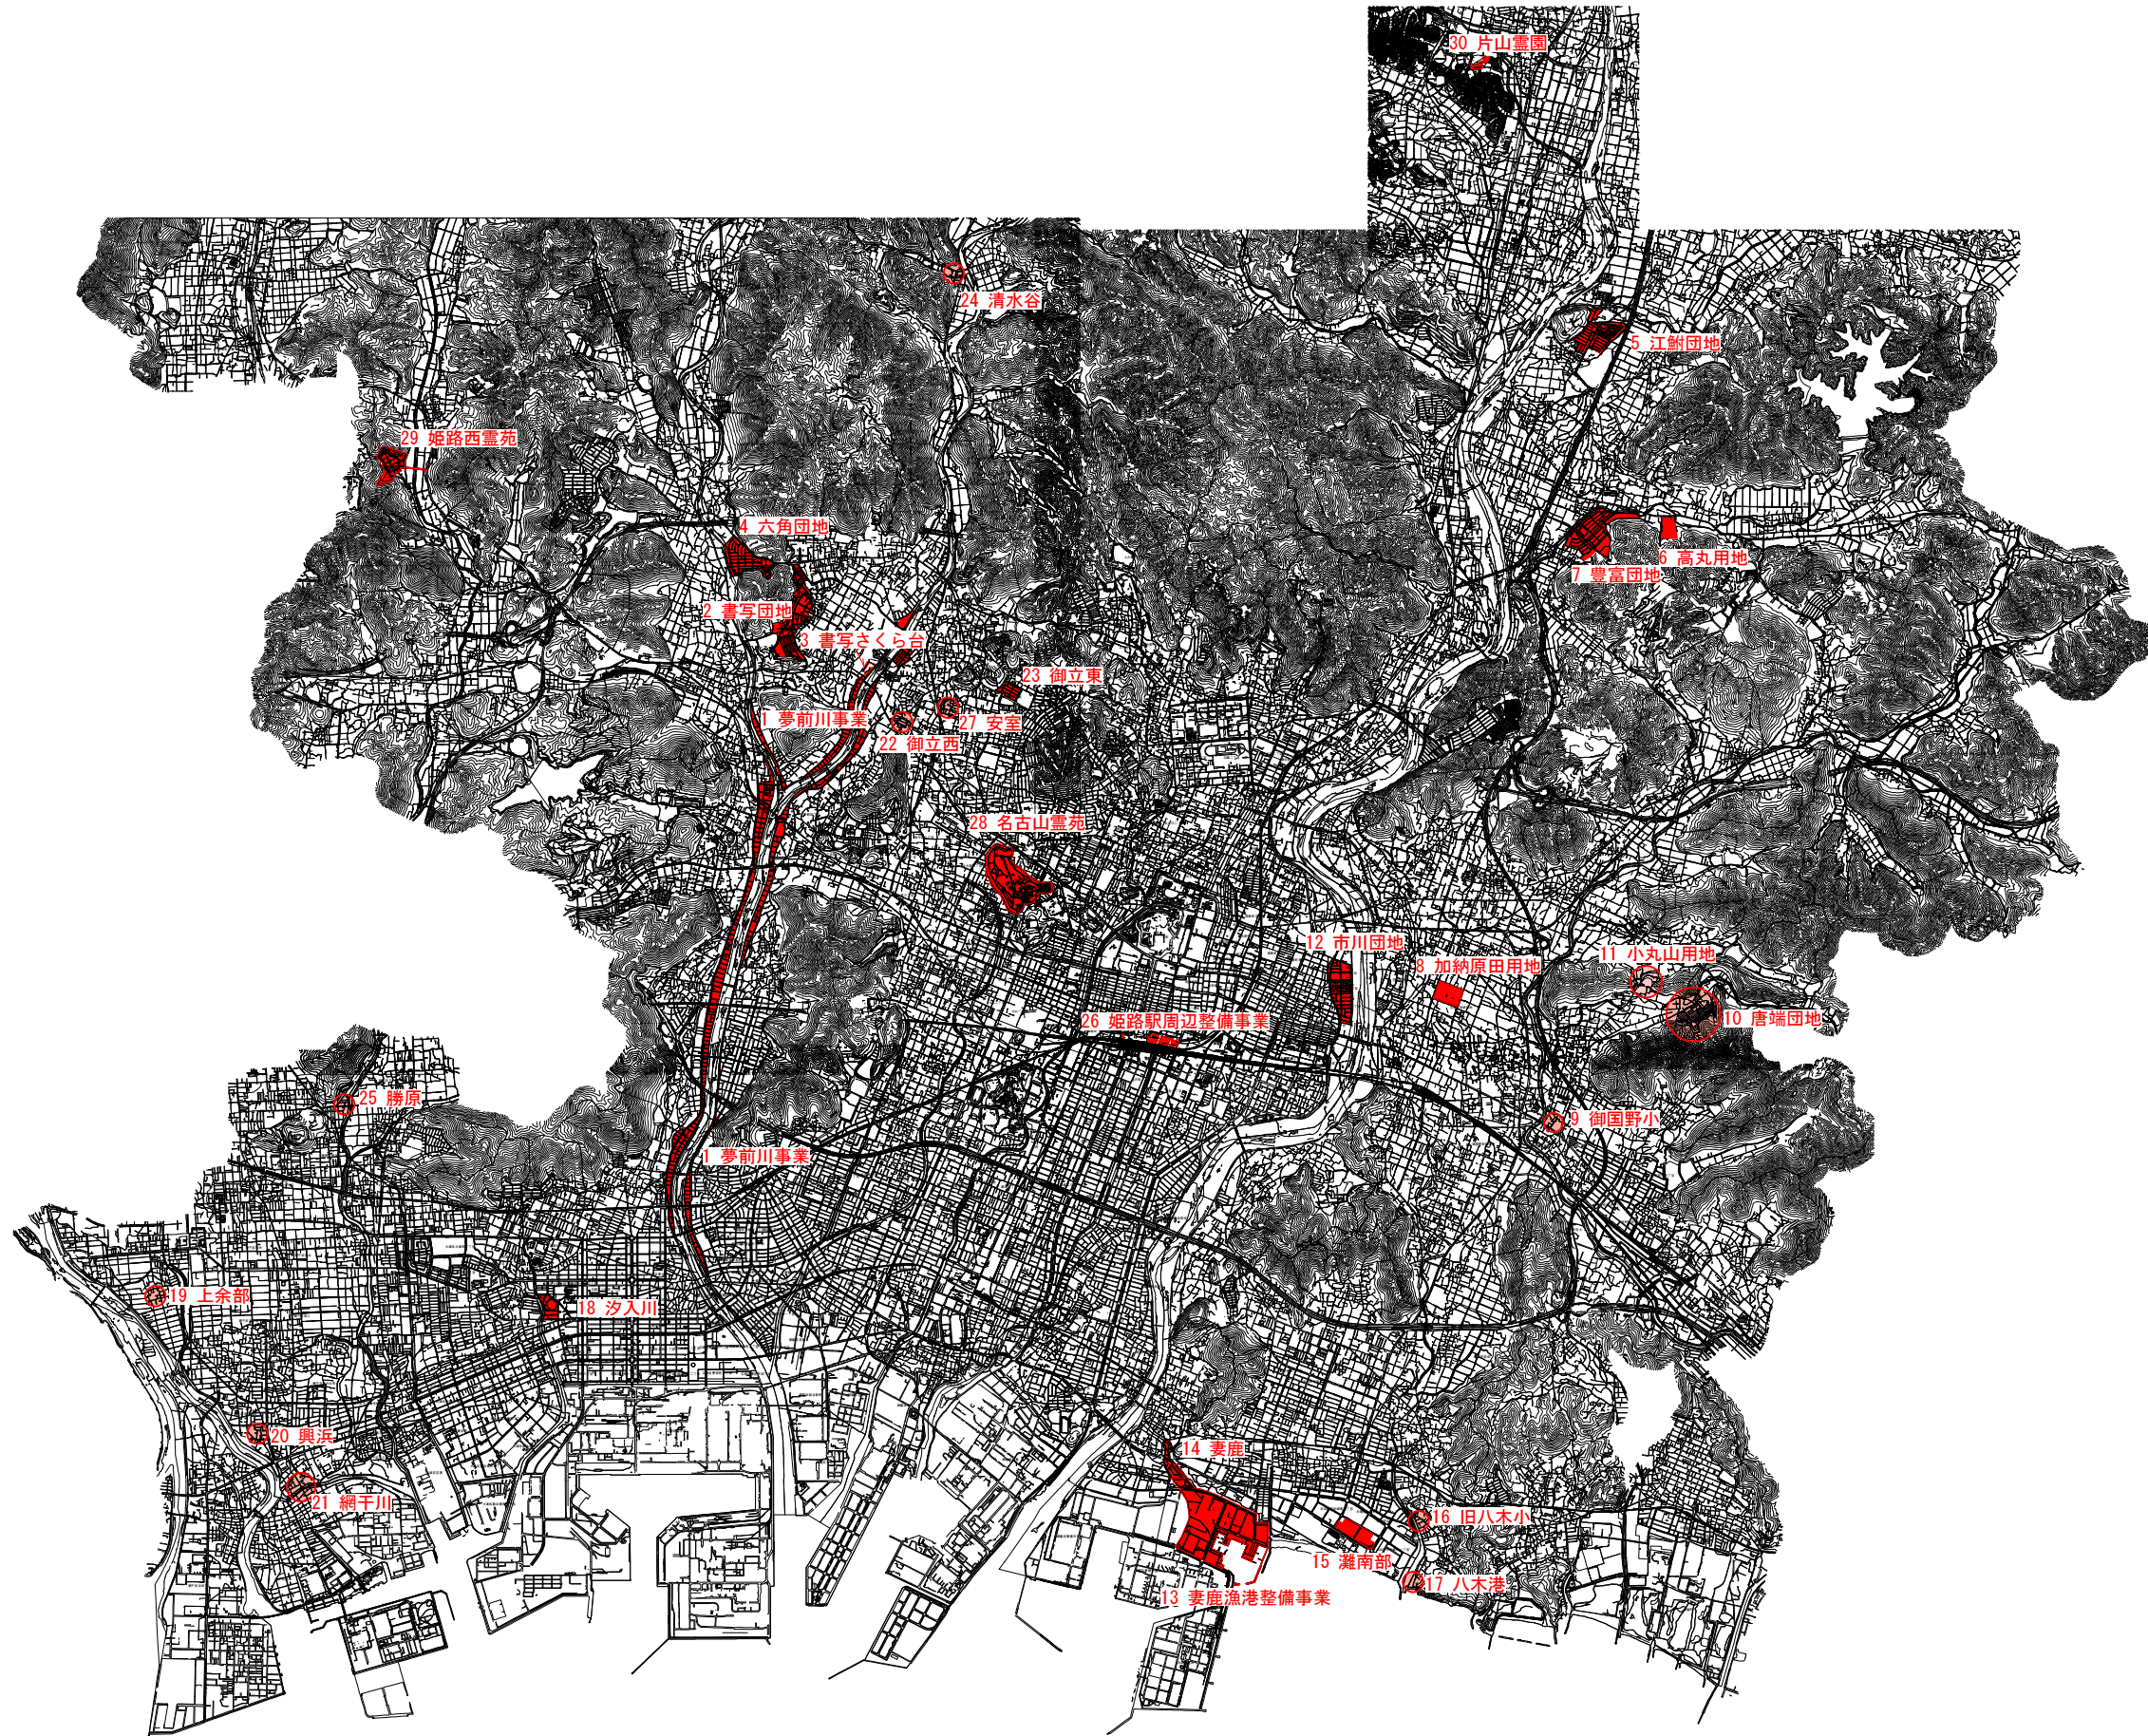 30 片山霊園
24 清水谷
5 江鮒団地
29 姫路西霊苑
4 六角団地
6 高丸用地
7 豊富団地
2 書写団地
3 書写さくら台
23 御立東
1 夢前川事業
27 安室
22 御立西
28 名古山霊苑
12 市川団地
11 小丸山用地
8 加納原田用地
10 唐端団地
26 姫路駅周辺整備事業
25 勝原
9 御国野小
1 夢前川事業
19 上余部
18 汐入川
20 興浜
14 妻鹿
21 網干川
16 旧八木小
15 灘南部
17 八木港
13 妻鹿漁港整備事業